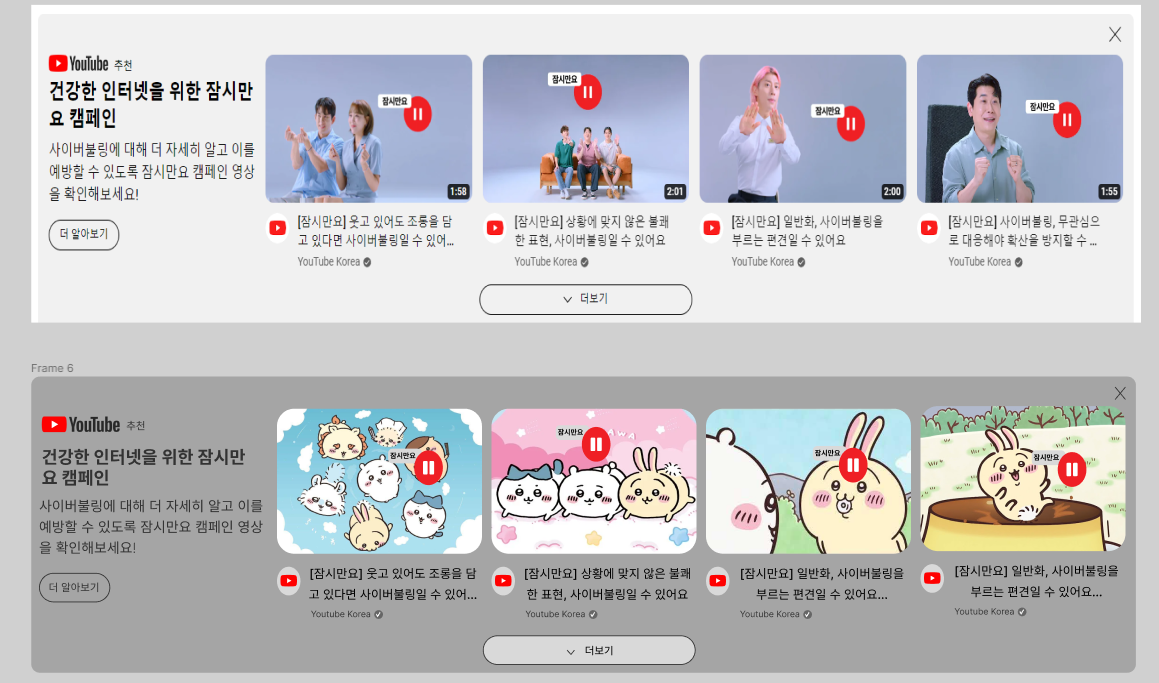 YouTube 추천
건강한 인터넷을 위한 잠시만
요 캠페인
사이버불링에 대해 더 자세히 알고 이를
예방할 수 있도록 잠시만요 캠페인 영상
을 확인해보세요!
더 알아보기
잠시만요
1:58
[잠시만요] 웃고 있어도 조롱을 담
고 있다면 사이버불링일 수 있어...
YouTube Korea
잠시만요
2:01
[잠시만요] 상황에 맞지 않은 불쾌
한 표현, 사이버불링일 수 있어요
YouTube Korea
잠시만요
2:00
[잠시만요] 일반화, 사이버불링을
부르는 편견일 수 있어요
YouTube Korea
잠시만요
1:55
[잠시만요] 사이버불링, 무관심으
로 대응해야 확산을 방지할 수 ...
YouTube Korea
더보기
Frame 6
YouTube 추천
건강한 인터넷을 위한 잠시만
요 캠페인
사이버불링에 대해 더 자세히 알고 이를
예방할 수 있도록 잠시만요 캠페인 영상
을 확인해보세요!
더 알아보기
잠시만요
[잠시만요] 웃고 있어도 조롱을 담
고 있다면 사이버불링일 수 있어...
Youtube Korea
잠시만요
[잠시만요] 상황에 맞지 않은 불쾌
한 표현, 사이버불링일 수 있어요
Youtube Korea
잠시만요
[잠시만요] 일반화, 사이버불링을
부르는 편견일 수 있어요...
Youtube Korea
잠시만요
[잠시만요] 일반화, 사이버불링을
부르는 편견일 수 있어요...
Youtube Korea
더보기